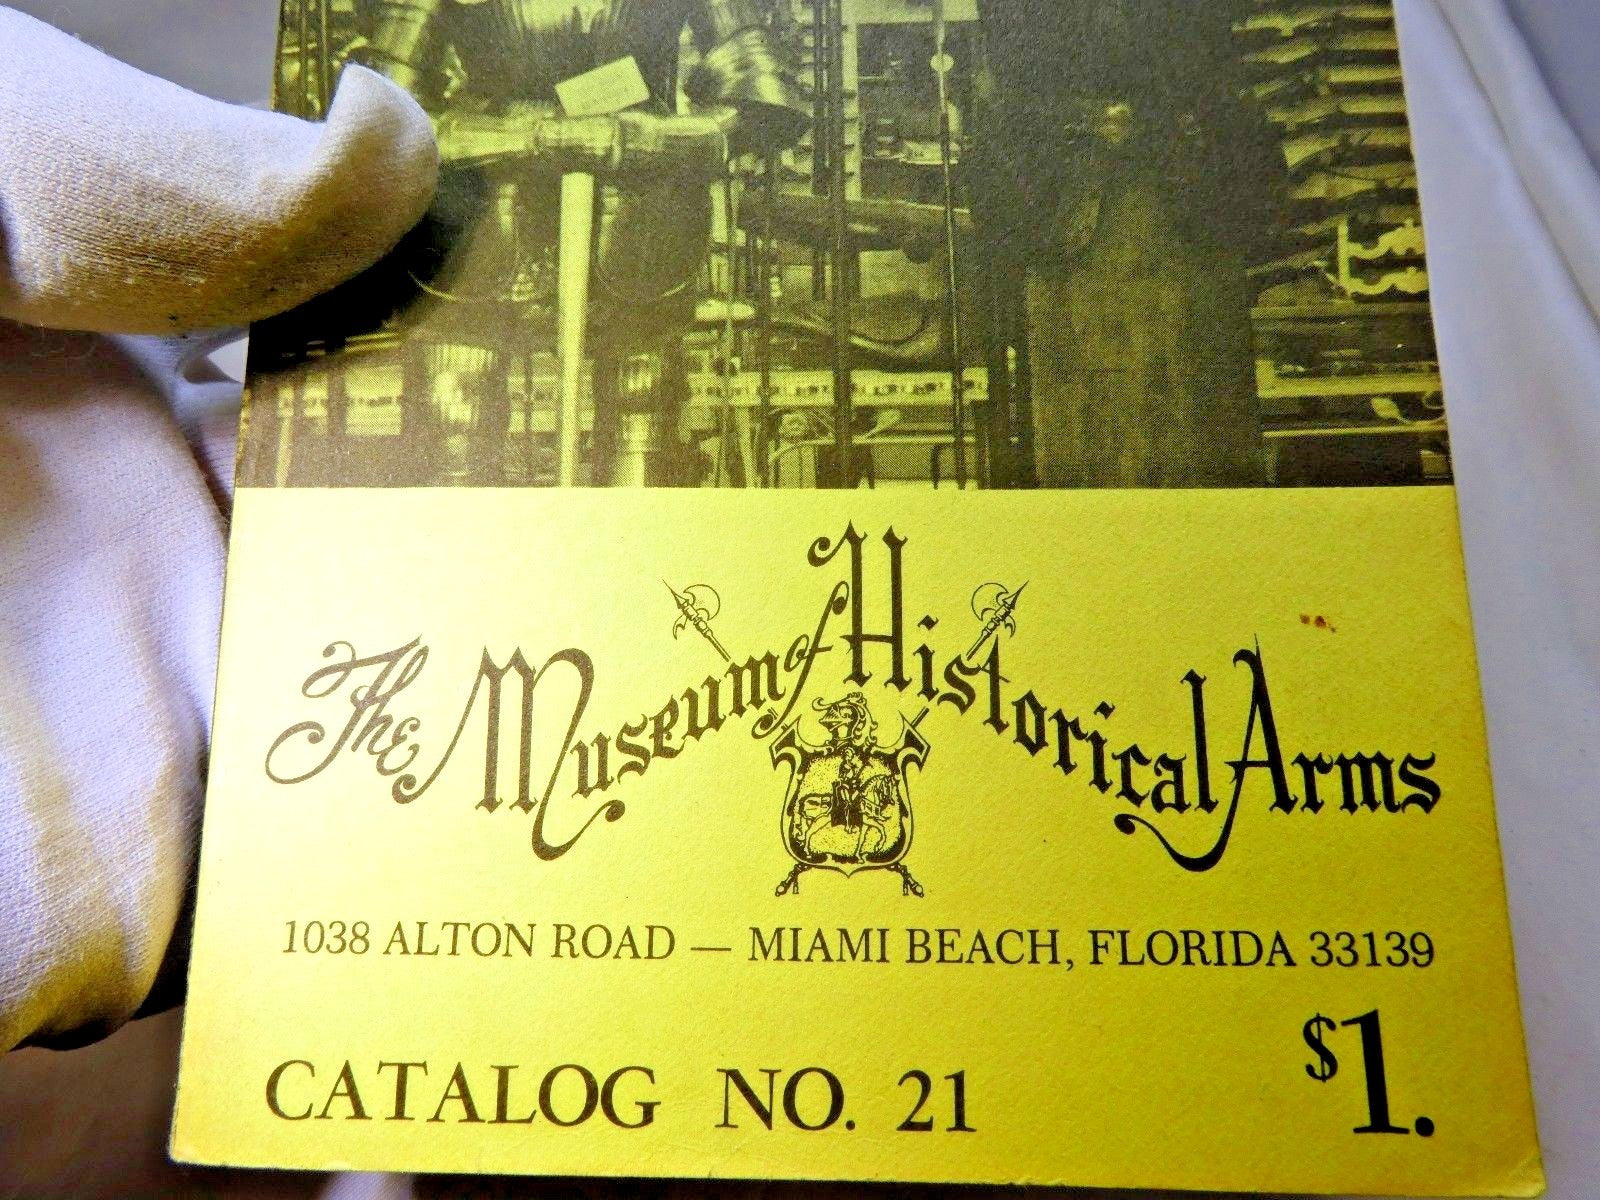 The Museum of Historical Arms
1038 ALTON ROAD — MIAMI BEACH, FLORIDA 33139
$1.
CATALOG NO. 21